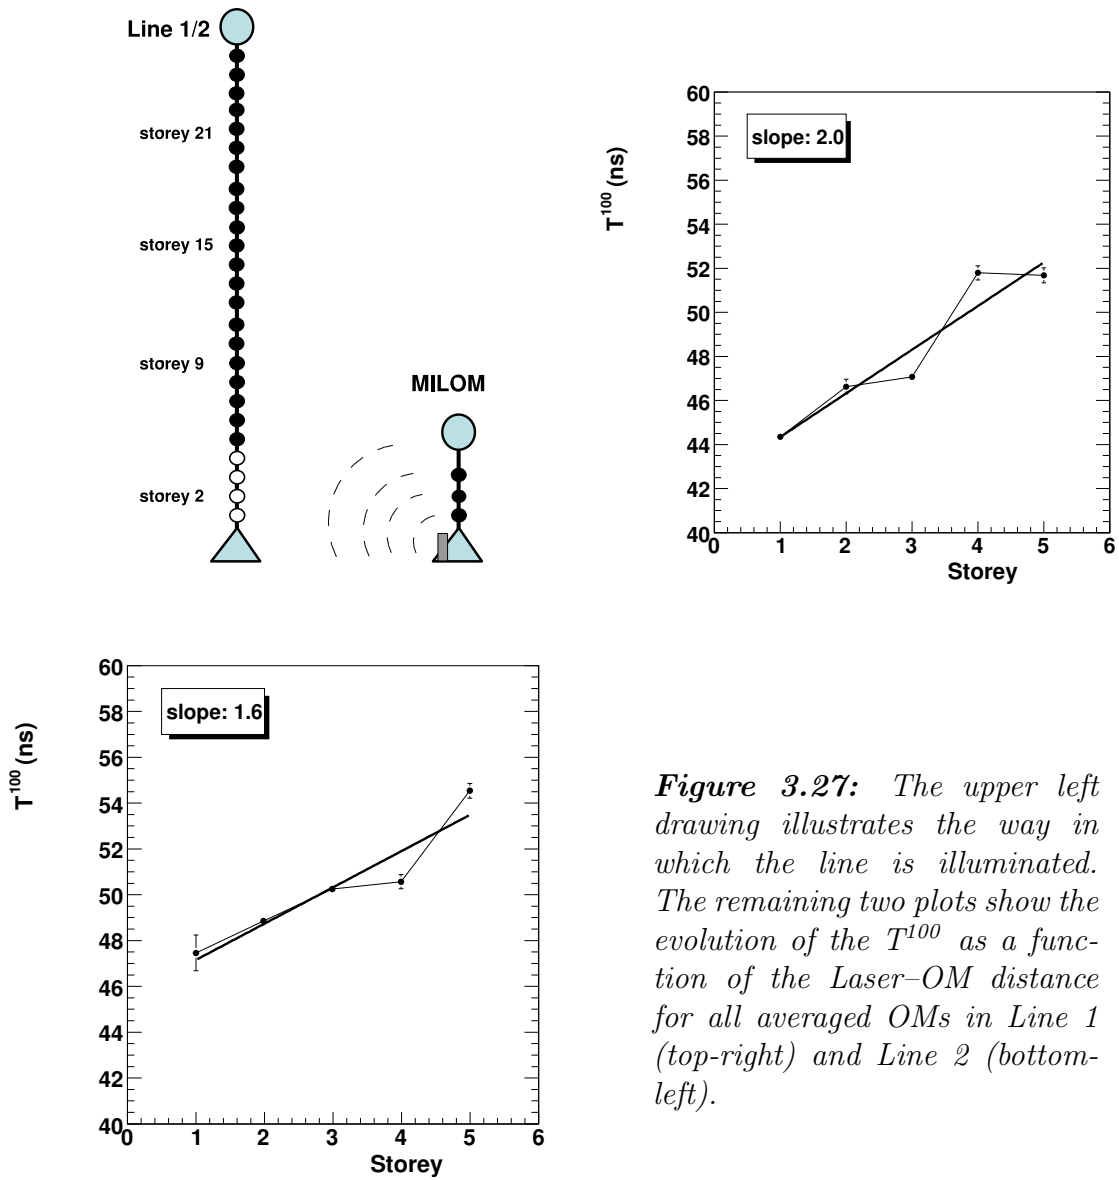 Line 1/2
storey 21
storey 15
storey 9
storey 2
MILOM
60
58
56
54
52
50
48
46
44
42
40
T^100 (ns)
slope: 2.0
0 1 2 3 4 5 6
Storey
60
58
56
54
52
50
48
46
44
42
40
T^100 (ns)
slope: 1.6
0 1 2 3 4 5 6
Storey
Figure 3.27: The upper left
drawing illustrates the way in
which the line is illuminated.
The remaining two plots show the
evolution of the T^100 as a func-
tion of the Laser–OM distance
for all averaged OMs in Line 1
(top-right) and Line 2 (bottom-
left).